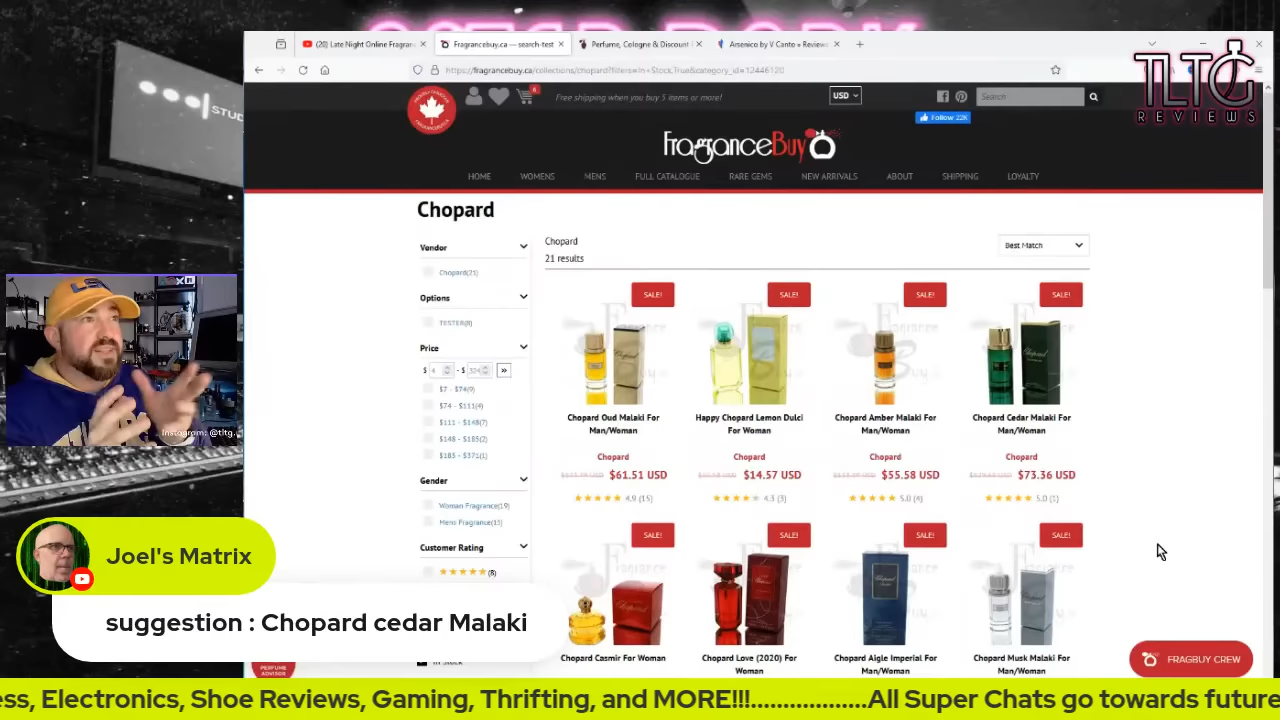 (20) Late Night Online Fragran
Fragrancebuy.ca — search-test
Perfume, Cologne & Discount
Arsenico by V Canto » Review
https://fragrancebuy.ca/collections/chopard?filters=In+Stock,True&category_id=12446120
TLTG
REVIEWS
STUD
6
Free shipping when you buy 5 items or more!
USD
Search
Follow 22K
FragranceBuy
HOME
WOMENS
MENS
FULL CATALOGUE
RARE GEMS
NEW ARRIVALS
ABOUT
SHIPPING
LOYALTY
Chopard
Vendor
Chopard(21)
Options
TESTER(8)
Price
$ 4 - $ 324 »
$7 - $74(9)
$74 - $111(4)
$111 - $148(7)
$148 - $185(2)
$185 - $371(1)
Gender
Woman Fragrance(19)
Mens Fragrance(15)
Customer Rating
(8)
In Stock
Chopard
21 results
Best Match
SALE!
SALE!
SALE!
SALE!
Chopard Oud Malaki For
Man/Woman
Chopard
$61.51 USD
4.9 (15)
Happy Chopard Lemon Dulci
For Woman
Chopard
$14.57 USD
4.3 (3)
Chopard Amber Malaki For
Man/Woman
Chopard
$55.58 USD
5.0 (4)
Chopard Cedar Malaki For
Man/Woman
Chopard
$73.36 USD
5.0 (1)
SALE!
SALE!
SALE!
SALE!
Chopard Casmir For Woman
Chopard Love (2020) For
Woman
Chopard Aigle Imperial For
Man/Woman
Chopard Musk Malaki For
Man/Woman
Instagram: @tltg
Joel's Matrix
suggestion : Chopard cedar Malaki
PERFUME
ADVISOR
FRAGBUY CREW
ess, Electronics, Shoe Reviews, Gaming, Thrifting, and MORE!!!.................All Super Chats go towards future